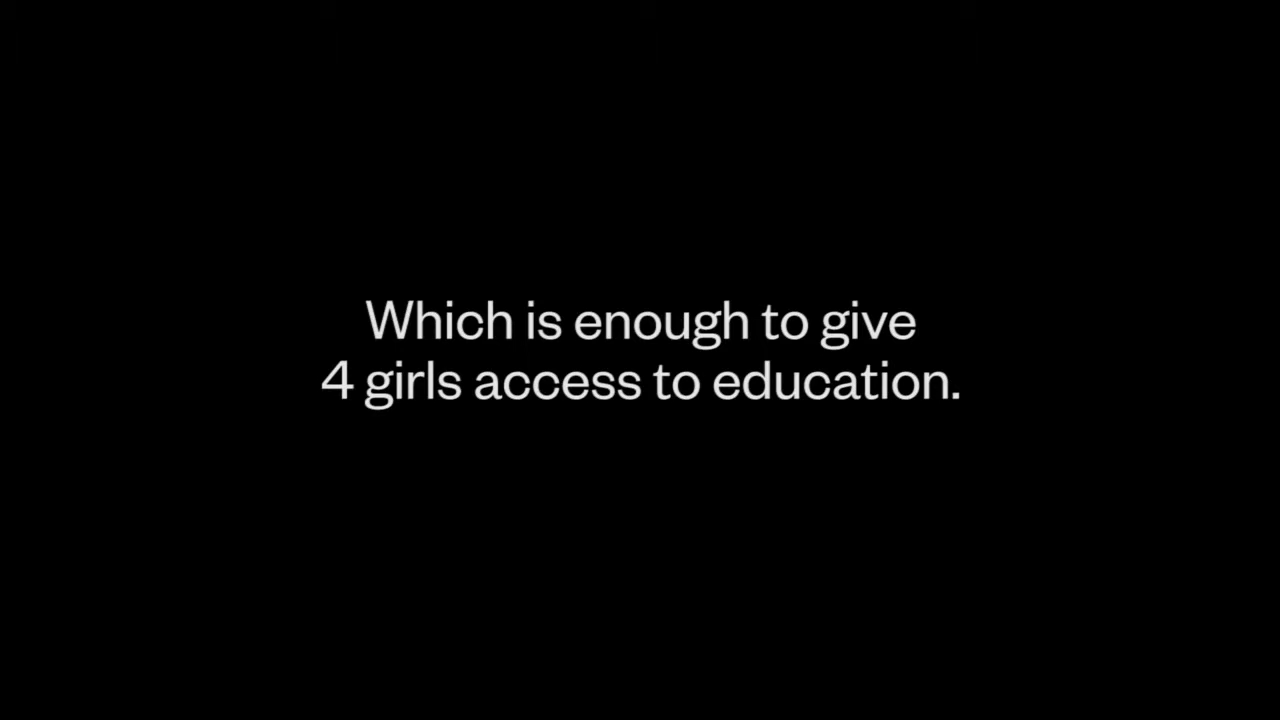 Which is enough to give
4 girls access to education.